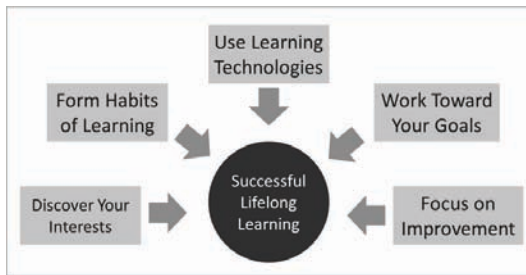 Use Learning
Technologies
Form Habits
of Learning
Work Toward
Your Goals
Successful
Lifelong
Learning
Discover Your
Interests
Focus on
Improvement